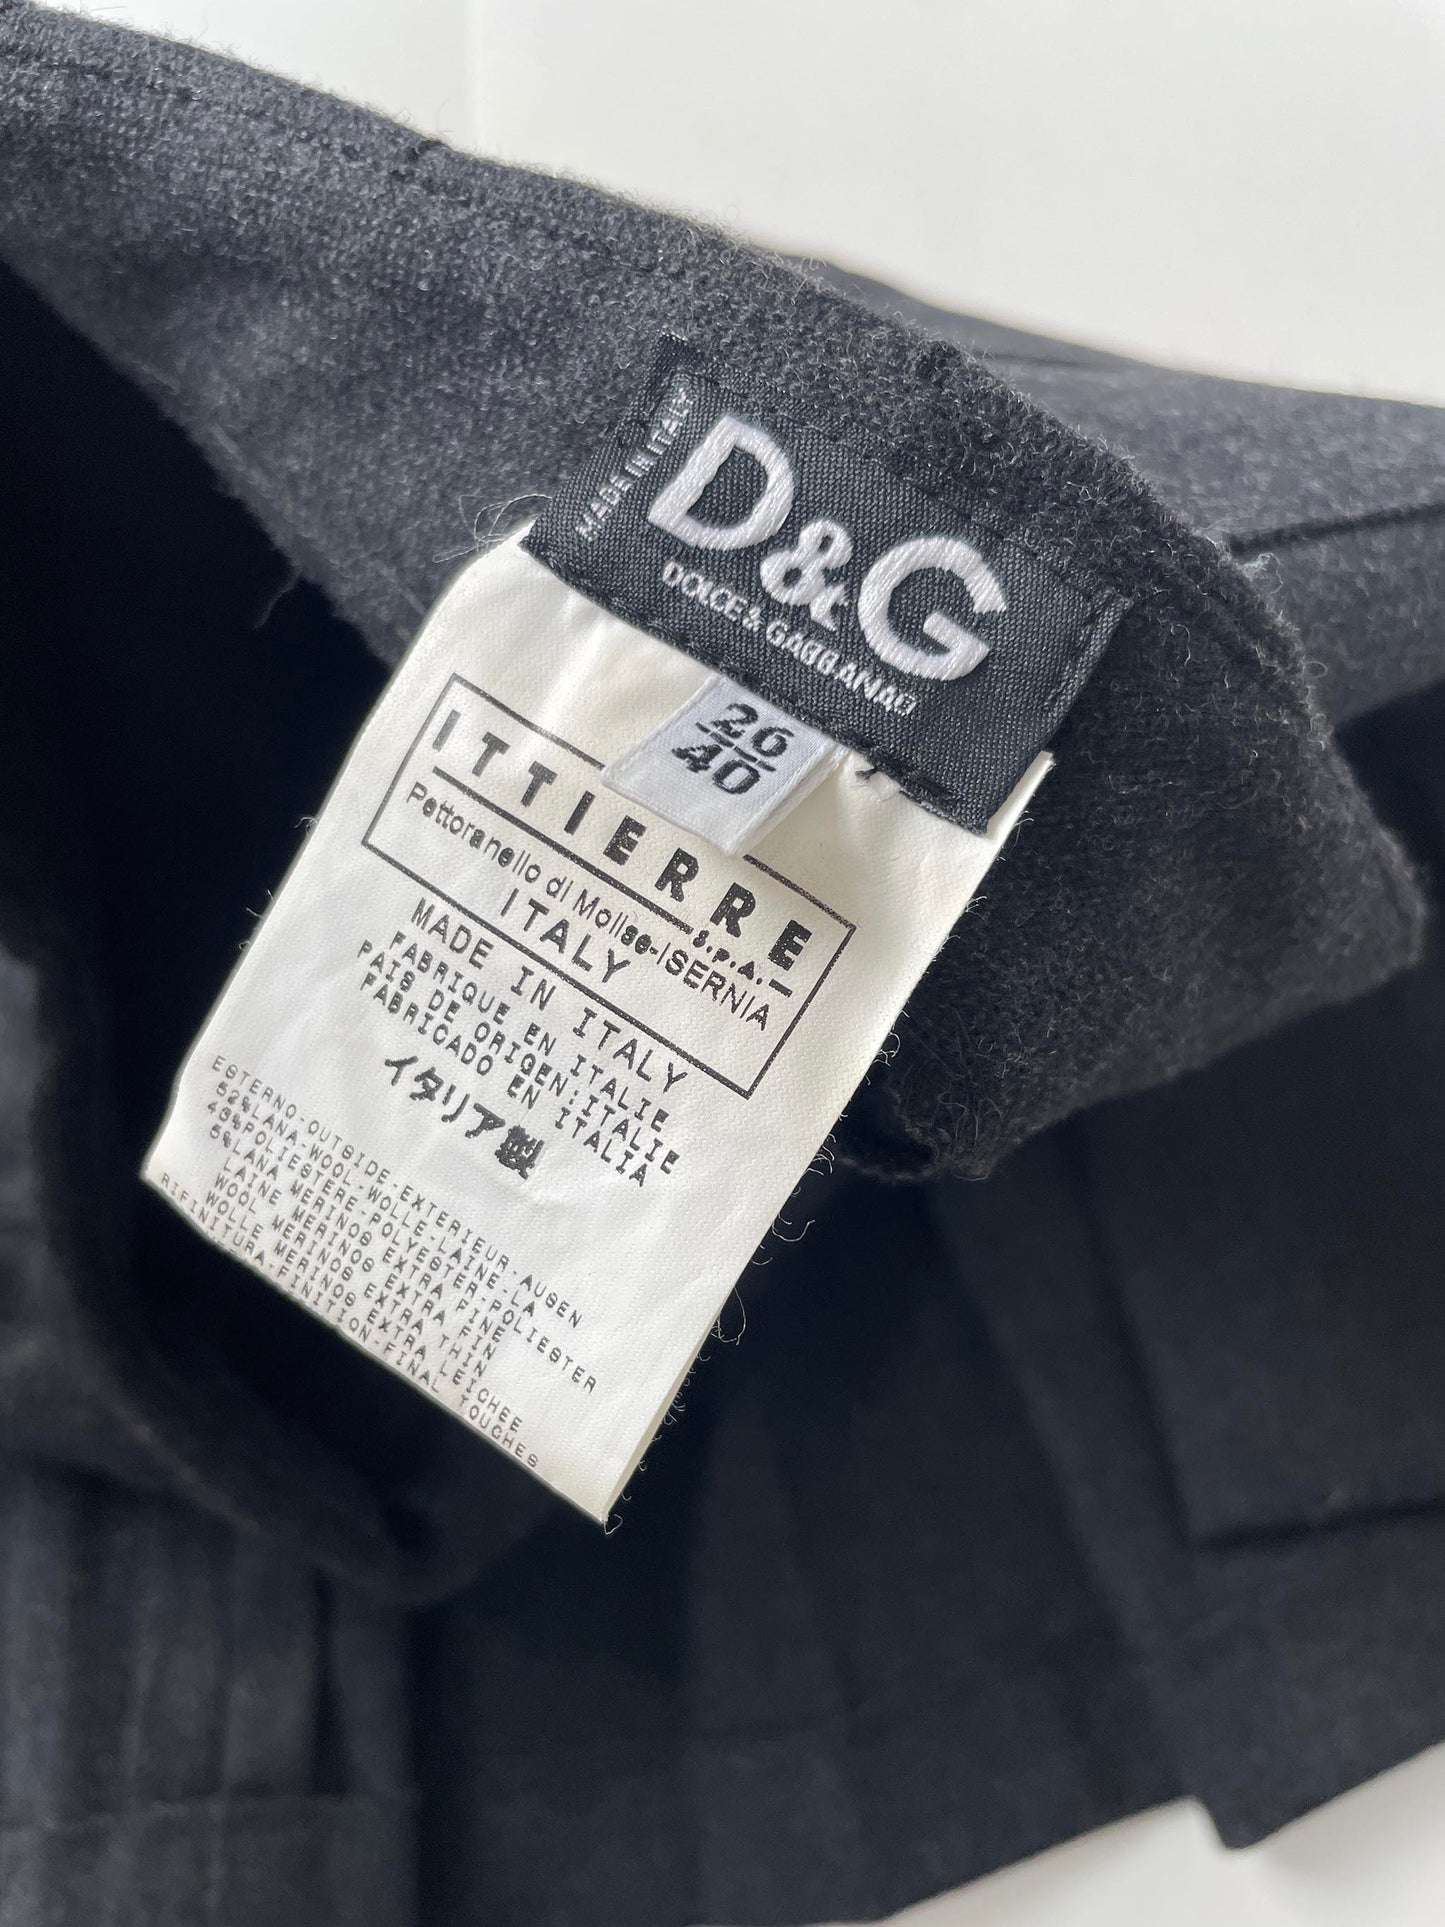 MADE IN ITALY
D&G
DOLCE & GABBANA
26
40
ITTIERRE
S.P.A.
Pettoranello di Molise-ISERNIA
ITALY
MADE IN ITALY
FABRIQUE EN ITALIE
PAIS DE ORIGEN:ITALIE
FABRICADO EN ITALIA
イタリア製
ESTERNO-OUTSIDE-EXTERIEUR-AUSEN
52%LANA-WOOL-WOLLE-LAINE-LA
43%POLIESTERE-POLYESTER-POLIESTER
5%LANA MERINOS EXTRA FINE
LAINE MERINOS EXTRA FIN
WOOL MERINOS EXTRA THIN
WOLLE MERINOS EXTRA LEICHEE
RIFINITURA-FINITION-FINAL TOUCHES